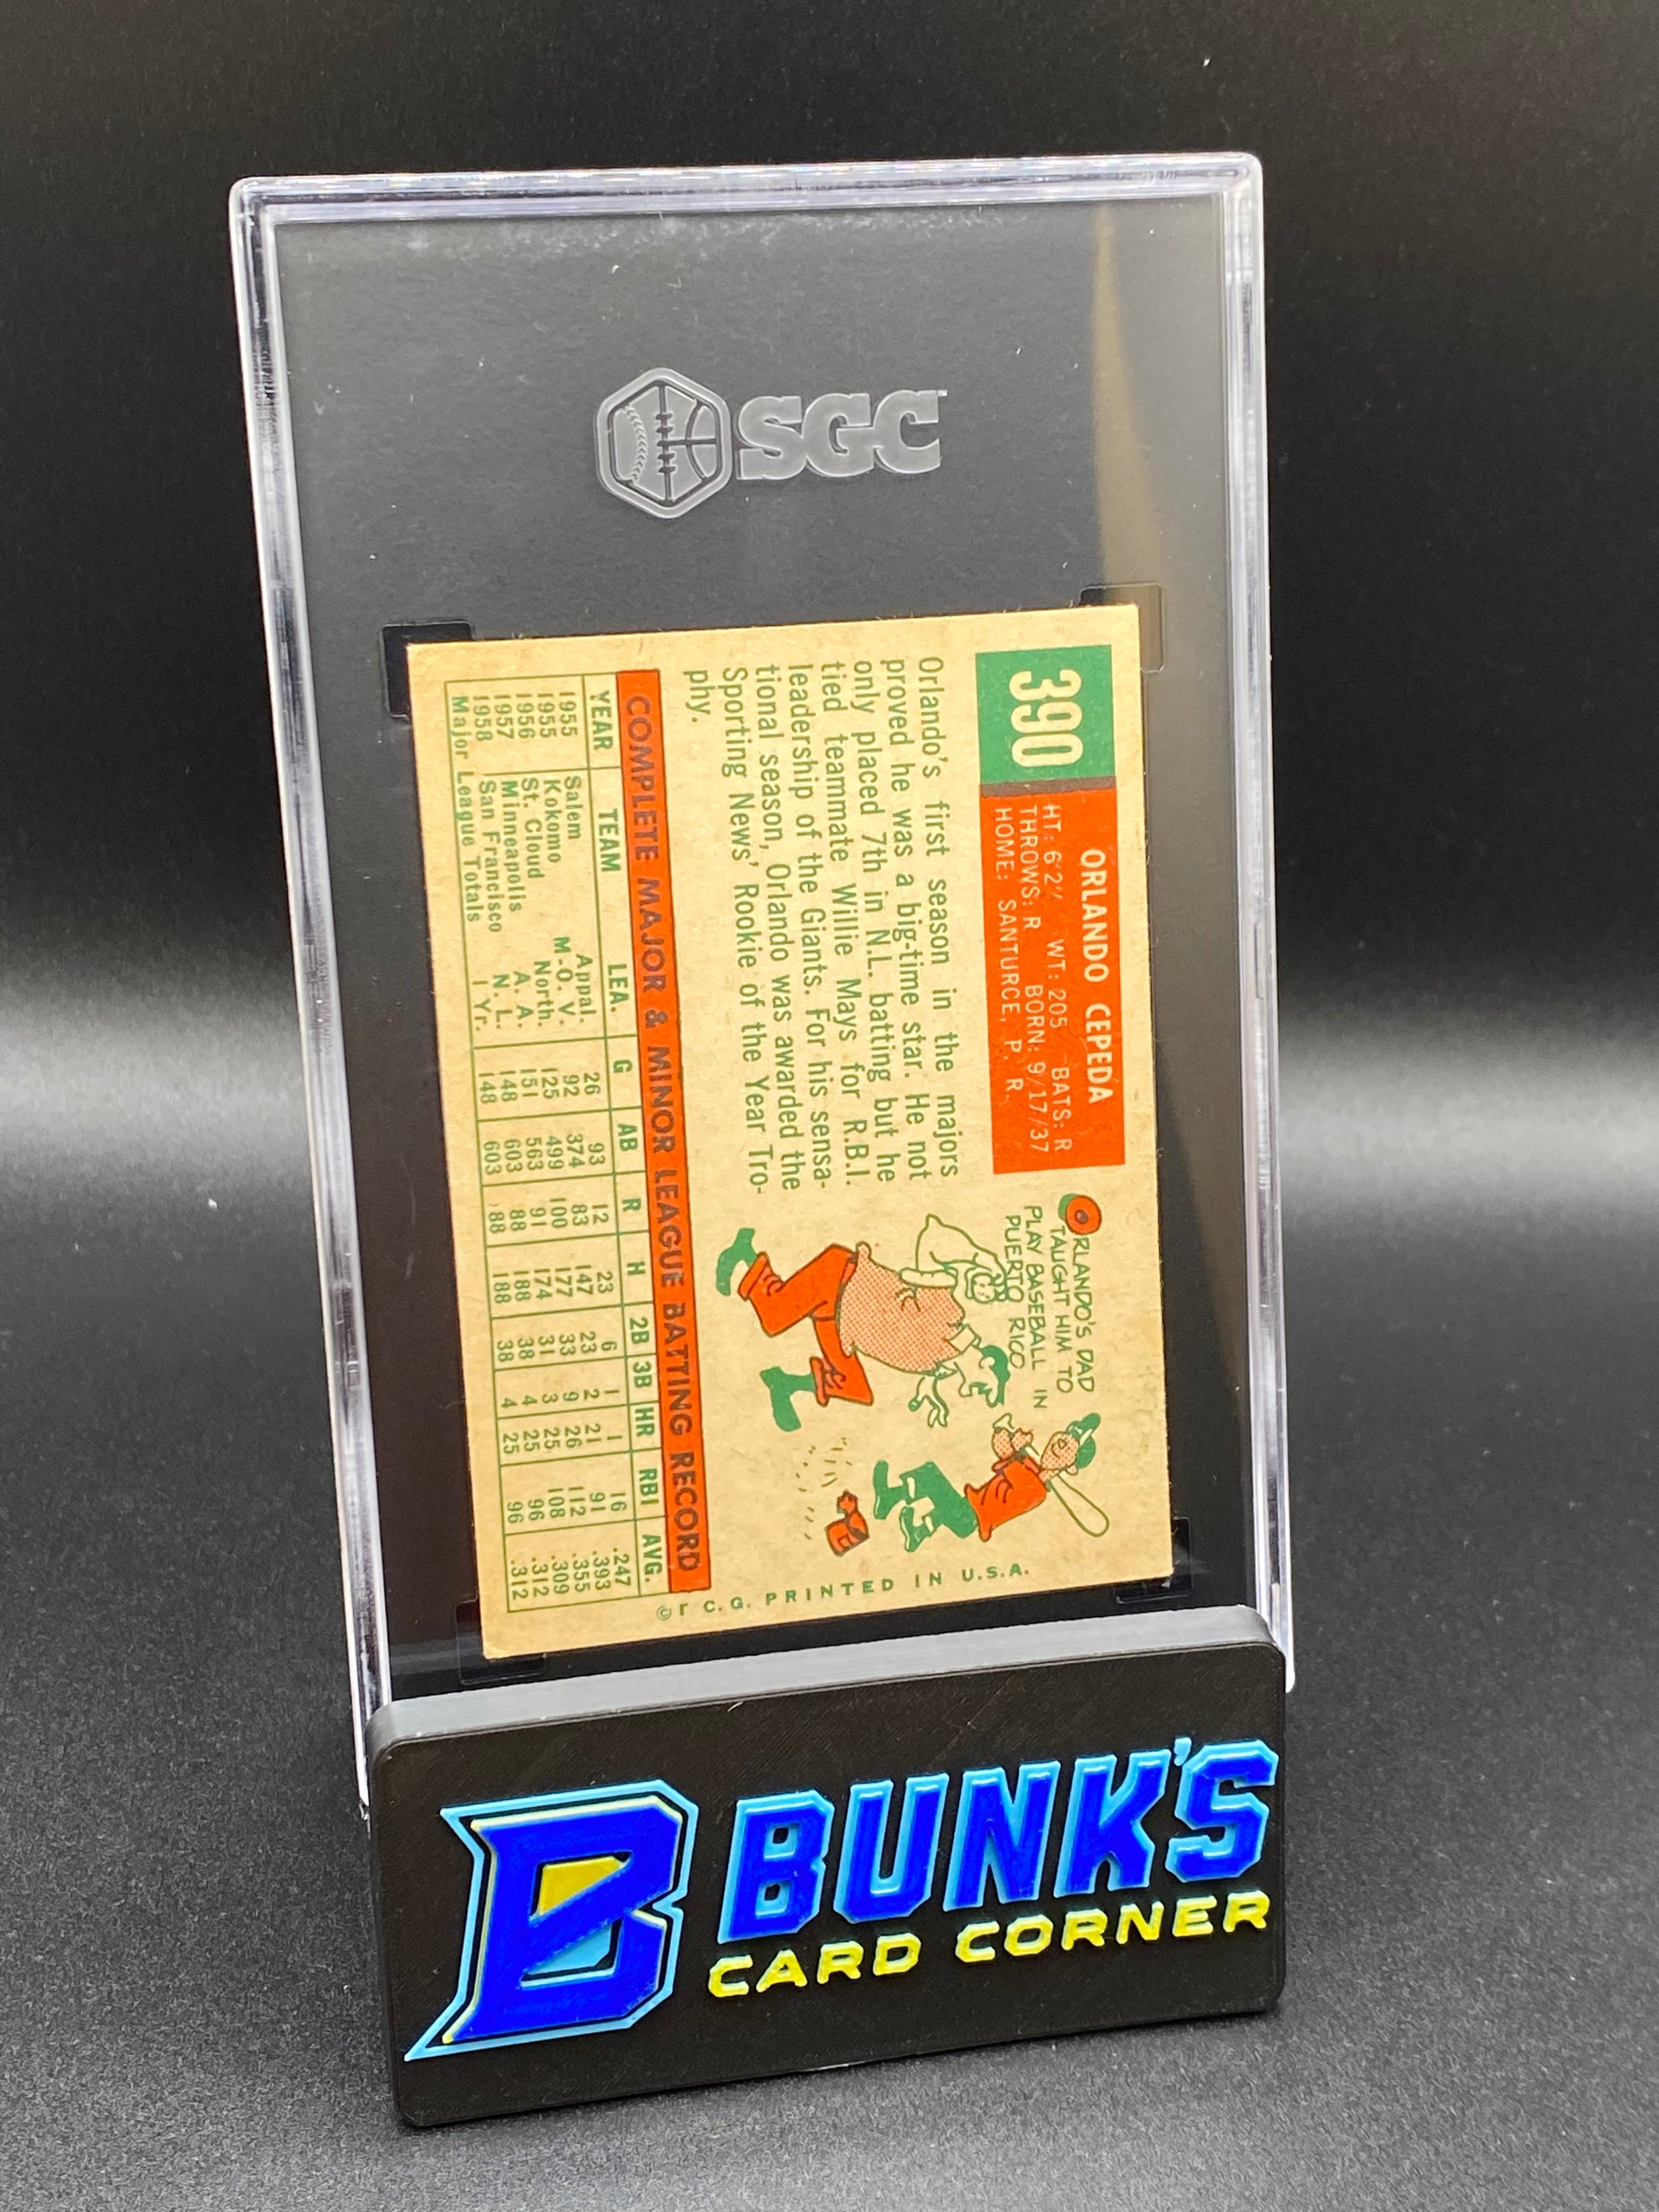 SGC
390
ORLANDO CEPEDA
HT: 6'2" WT: 205 BATS: R
THROWS: R BORN: 9/17/37
HOME: SANTURCE, P. R.
Orlando's first season in the majors
proved he was a big-time star. He not
only placed 7th in N.L. batting but he
tied teammate Willie Mays for R.B.I.
leadership of the Giants. For his sensa-
tional season, Orlando was awarded the
Sporting News' Rookie of the Year Tro-
phy.
ORLANDO'S DAD
TAUGHT HIM TO
PLAY BASEBALL IN
PUERTO RICO
COMPLETE MAJOR & MINOR LEAGUE BATTING RECORD
YEAR TEAM LEA. G AB R H 2B 3B HR RBI AVG.
1955 Salem Appal. 26 93 12 23 6 1 1 16 .247
1955 Kokomo M-O.V. 92 374 83 147 23 2 21 91 .393
1956 St. Cloud North. 125 499 100 177 33 9 26 112 .355
1957 Minneapolis A. A. 151 563 91 174 31 3 25 108 .309
1958 San Francisco N. L. 148 603 88 188 38 4 25 96 .312
Major League Totals 1 Yr. 148 603 88 188 38 4 25 96 .312
© T. C. G. PRINTED IN U.S.A.
B BUNK'S
CARD CORNER